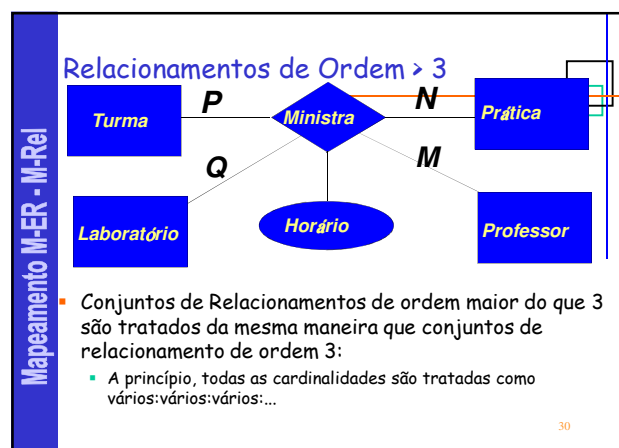 Mapeamento M-ER - M-Rel
Relacionamentos de Ordem > 3
Turma
P
Ministra
N
Prática
Q
M
Laboratório
Horário
Professor
Conjuntos de Relacionamentos de ordem maior do que 3
são tratados da mesma maneira que conjuntos de
relacionamento de ordem 3:
A princípio, todas as cardinalidades são tratadas como
vários:vários:vários:...
30